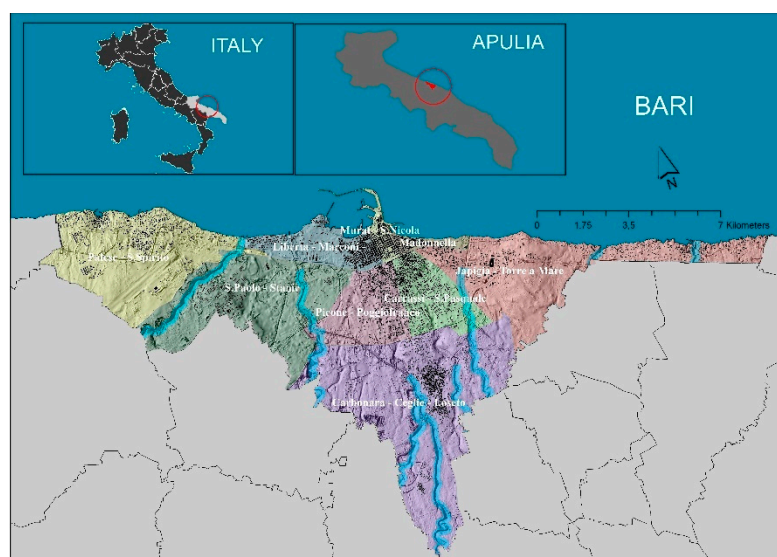 ITALY
APULIA
BARI
N
0 1.75 3.5 7 Kilometers
Murat - S.Nicola
Madonnella
Libertà - Marconi
Palese - S.Spirito
Japigia - Torre a Mare
S.Paolo - Stanic
Carrassi - S.Pasquale
Picone - Poggiofranco
Carbonara - Ceglie - Loseto